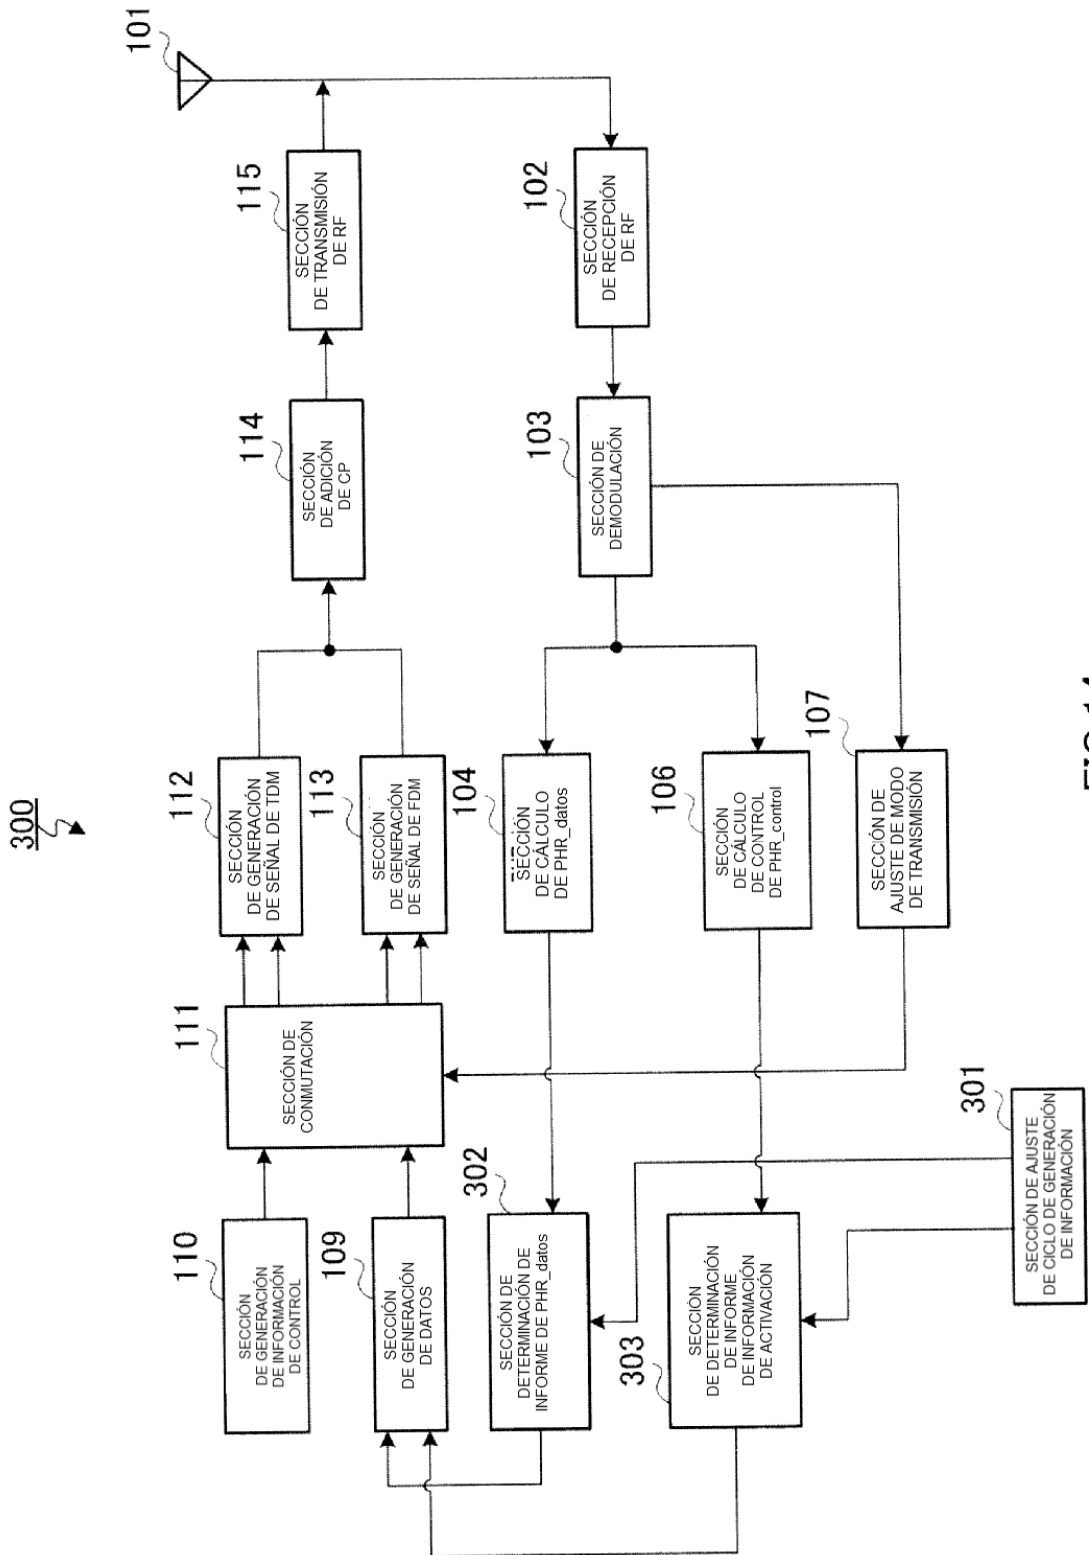 300
110
SECCIÓN
DE GENERACIÓN
DE INFORMACIÓN
DE CONTROL
111
SECCIÓN DE
CONMUTACIÓN
112
SECCIÓN
DE GENERACIÓN
DE SEÑAL DE TDM
114
SECCIÓN
DE ADICIÓN
DE CP
115
SECCIÓN
DE TRANSMISIÓN
DE RF
101
109
SECCIÓN
DE GENERACIÓN
DE DATOS
113
SECCIÓN
DE GENERACIÓN
DE SEÑAL DE FDM
302
SECCIÓN DE
DETERMINACIÓN DE
INFORME DE PHR_datos
104
SECCIÓN
DE CÁLCULO
DE PHR_datos
103
SECCIÓN DE
DEMODULACIÓN
102
SECCIÓN
DE RECEPCIÓN
DE RF
303
SECCIÓN
DE DETERMINACIÓN
DE INFORME
DE INFORMACIÓN
DE ACTIVACIÓN
106
SECCIÓN
DE CÁLCULO
DE CONTROL
DE PHR_control
107
SECCIÓN DE
AJUSTE DE MODO
DE TRANSMISIÓN
301
SECCIÓN DE AJUSTE
DE CICLO DE GENERACIÓN
DE INFORMACIÓN